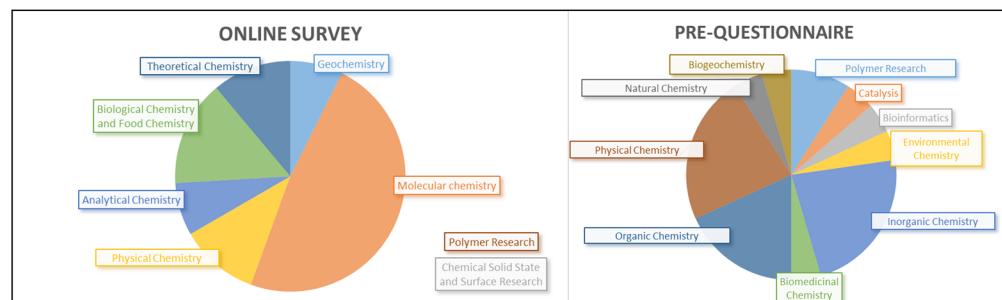 ONLINE SURVEY
Theoretical Chemistry
Geochemistry
Biological Chemistry
and Food Chemistry
Molecular chemistry
Analytical Chemistry
Physical Chemistry
Polymer Research
Chemical Solid State
and Surface Research
PRE-QUESTIONNAIRE
Biogeochemistry
Polymer Research
Natural Chemistry
Catalysis
Bioinformatics
Environmental
Chemistry
Physical Chemistry
Inorganic Chemistry
Organic Chemistry
Biomedicinal
Chemistry